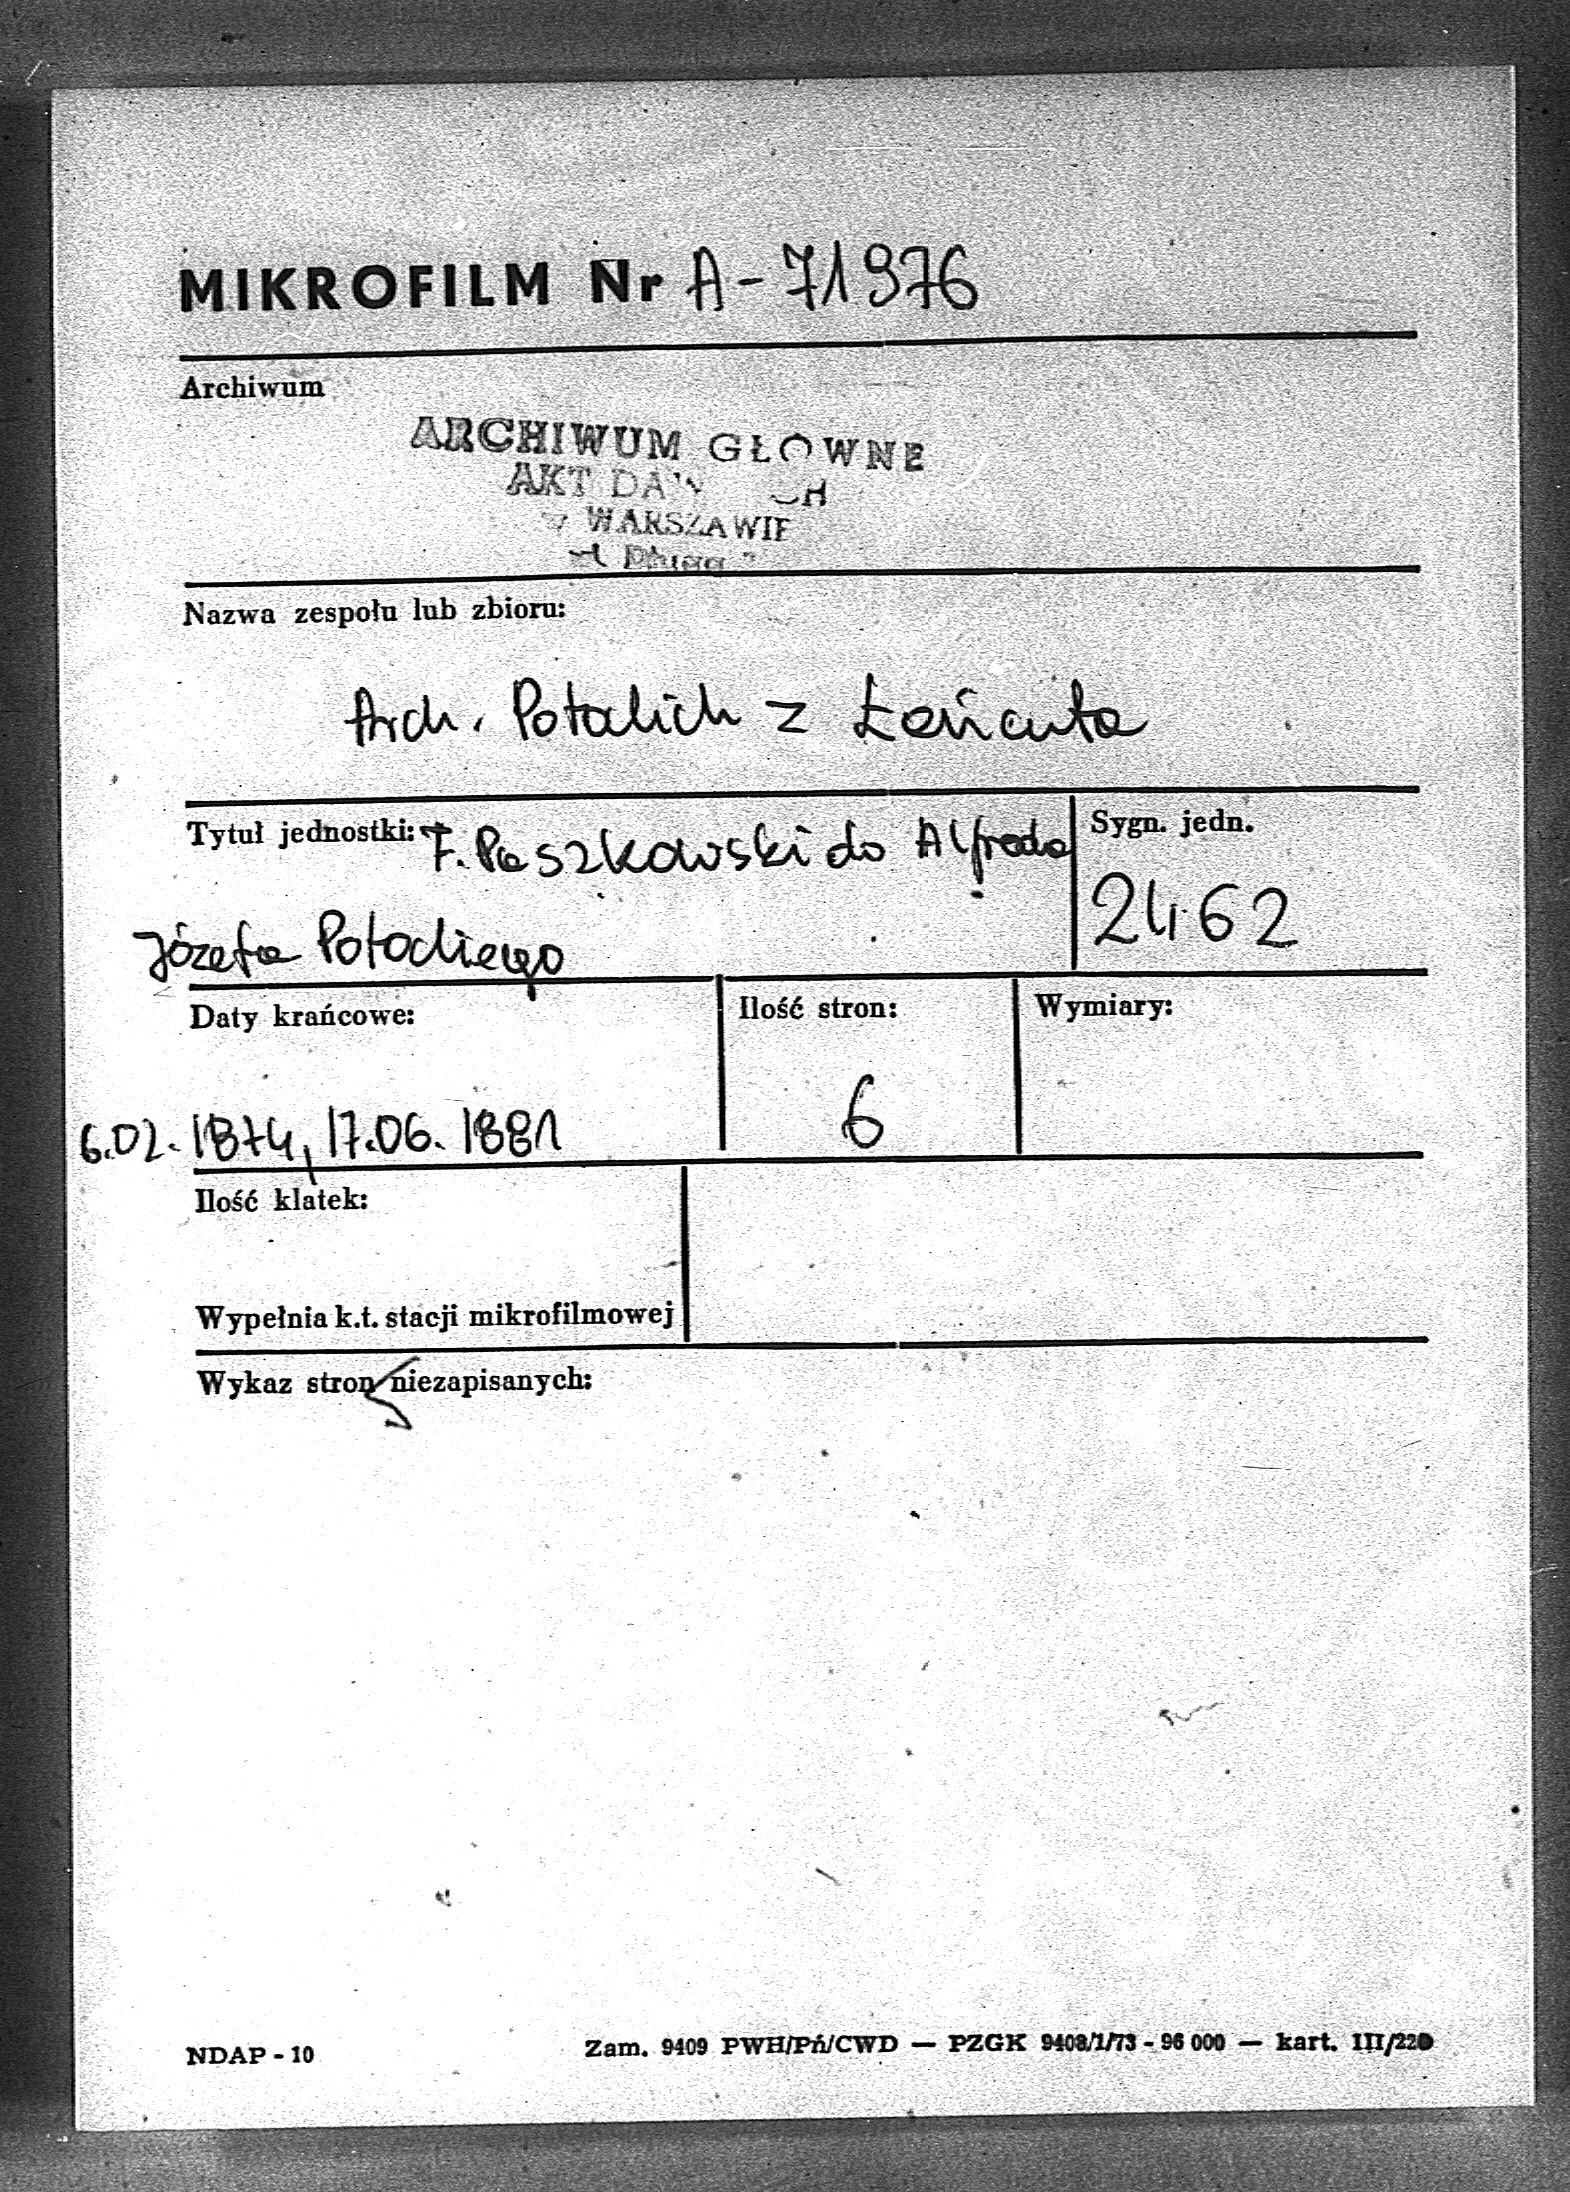 MIKROFILM Nr A-71976
Archiwum
ARCHIWUM GŁOWNE
AKT
WARSZAWIE
Długa
Nazwa zespołu lub zbioru:
Arch. Potockich z Łańcuta
Tytuł jednostki: F. Paszkowski do Alfreda
Józefa Potockiego
Sygn. jedn.
2462
Daty krańcowe:
6.02.1874, 17.06.1881
Ilość stron:
6
Wymiary:
Ilość klatek:
Wypełnia k.t. stacji mikrofilmowej
Wykaz stron niezapisanych:
NDAP - 10
Zam. 9409 PWH/Pń/CWD — PZGK 9408/1/73 - 96 000 — kart. III/220